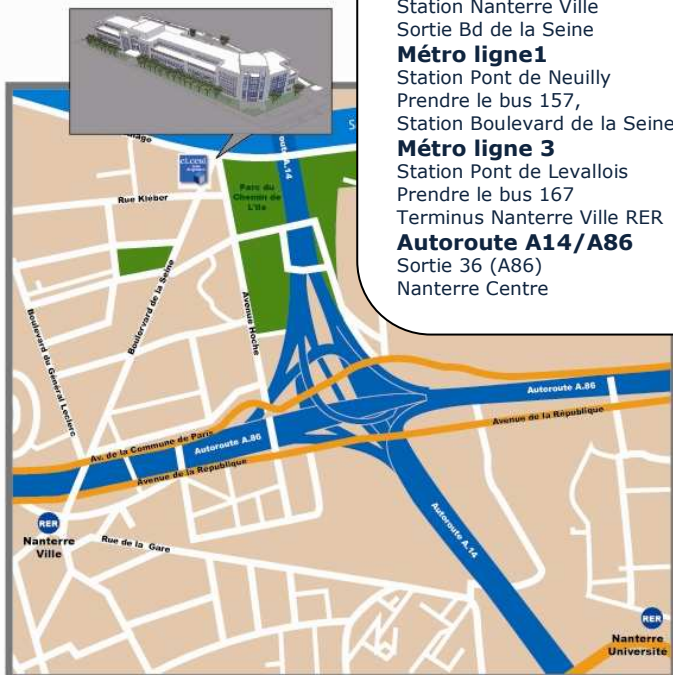 Station Nanterre Ville
Sortie Bd de la Seine
Métro ligne1
Station Pont de Neuilly
Prendre le bus 157,
Station Boulevard de la Seine
Métro ligne 3
Station Pont de Levallois
Prendre le bus 167
Terminus Nanterre Ville RER
Autoroute A14/A86
Sortie 36 (A86)
Nanterre Centre
ei.cesi
Rue Kléber
Parc du
Chemin de
L'Ile
Boulevard de la Seine
Avenue Hoche
Boulevard du Général Leclerc
Autoroute A.86
Avenue de la République
Av. de la Commune de Paris
Autoroute A.86
Avenue de la République
RER
Nanterre
Ville
Rue de la Gare
Autoroute A.14
RER
Nanterre
Université